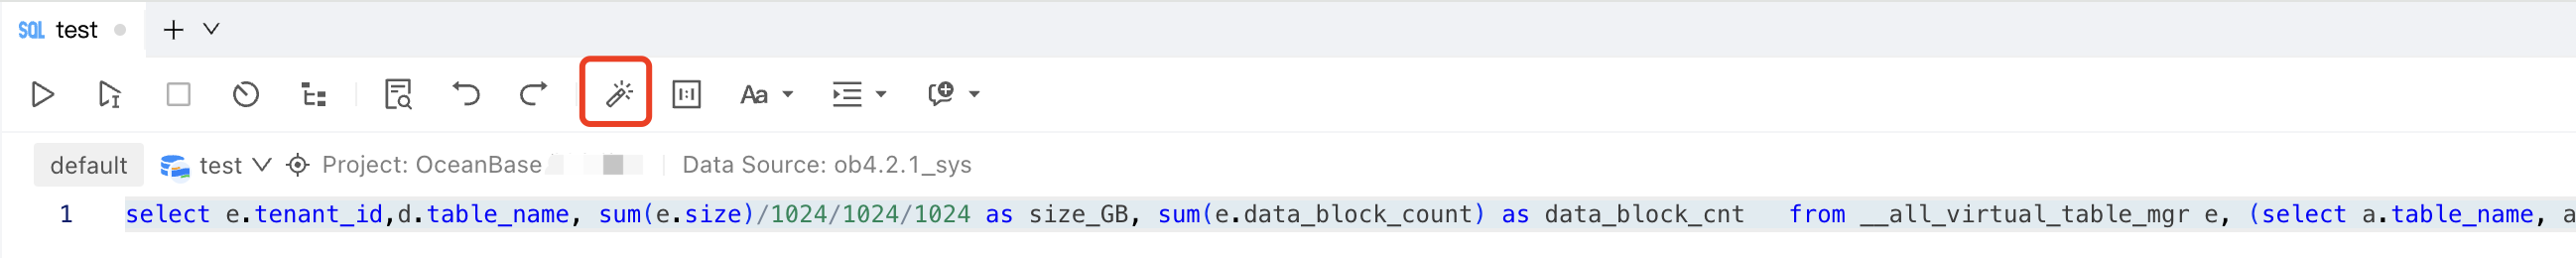 SQL test
Aa
default test Project: OceanBase Data Source: ob4.2.1_sys
1 select e.tenant_id,d.table_name, sum(e.size)/1024/1024/1024 as size_GB, sum(e.data_block_count) as data_block_cnt from __all_virtual_table_mgr e, (select a.table_name, a